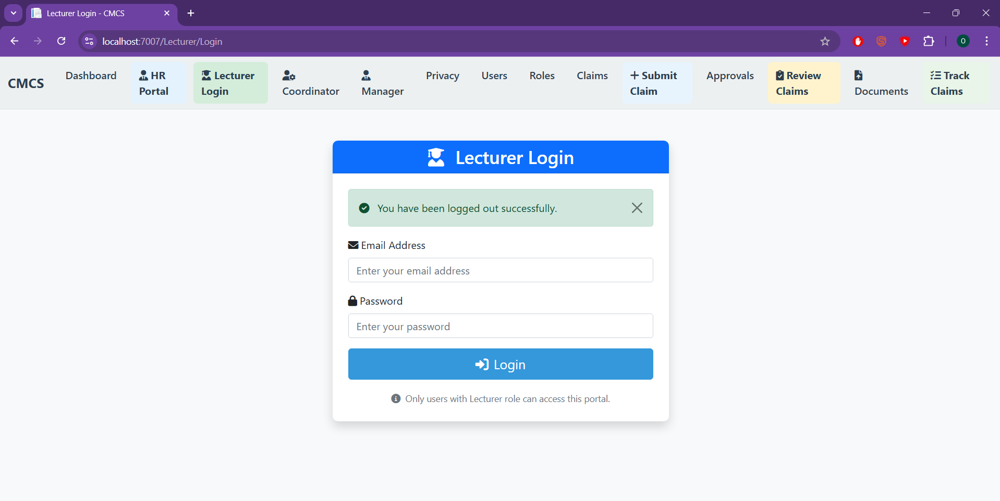 Lecturer Login - CMCS
localhost:7007/Lecturer/Login
O
CMCS
Dashboard
HR
Portal
Lecturer
Login
Coordinator
Manager
Privacy
Users
Roles
Claims
Submit
Claim
Approvals
Review
Claims
Documents
Track
Claims
Lecturer Login
You have been logged out successfully.
Email Address
Enter your email address
Password
Enter your password
Login
Only users with Lecturer role can access this portal.